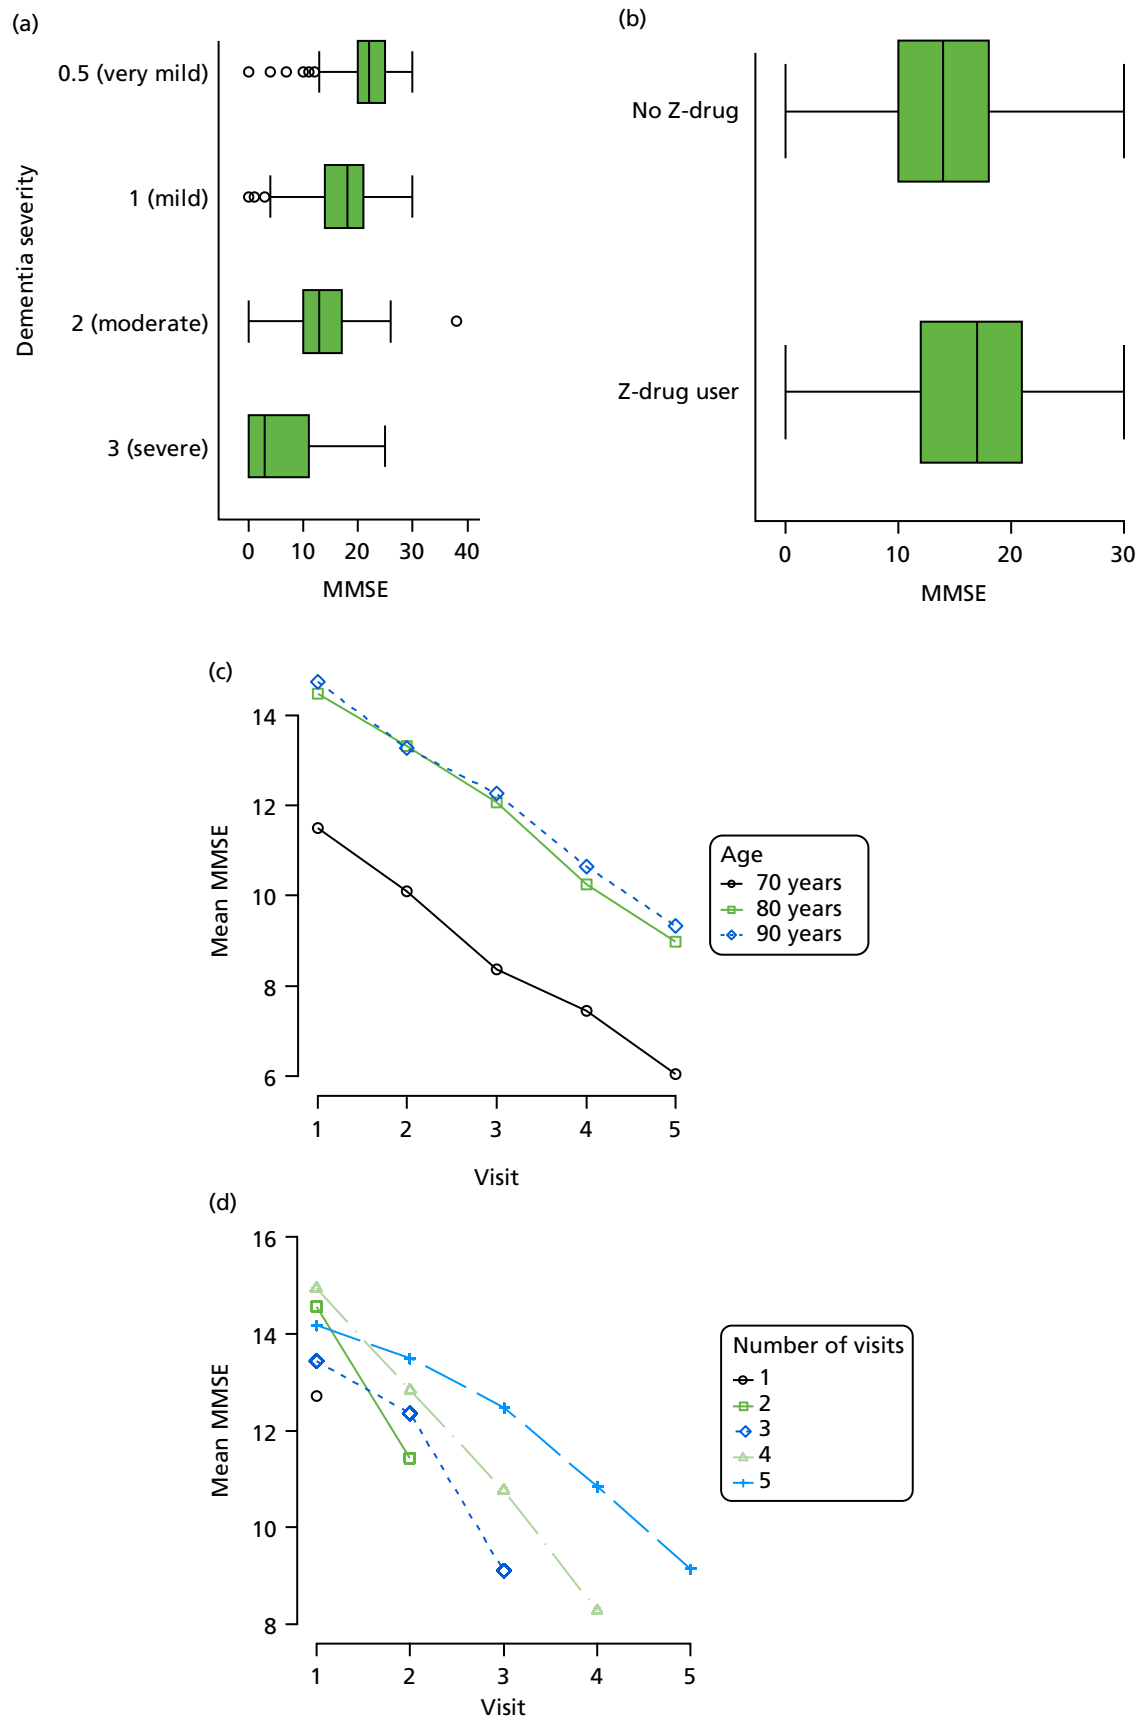 (a)
Dementia severity
0.5 (very mild)
1 (mild)
2 (moderate)
3 (severe)
0 10 20 30 40
MMSE
(b)
No Z-drug
Z-drug user
0 10 20 30
MMSE
(c)
Mean MMSE
14
12
10
8
6
1 2 3 4 5
Visit
Age
70 years
80 years
90 years
(d)
Mean MMSE
16
14
12
10
8
1 2 3 4 5
Visit
Number of visits
1
2
3
4
5